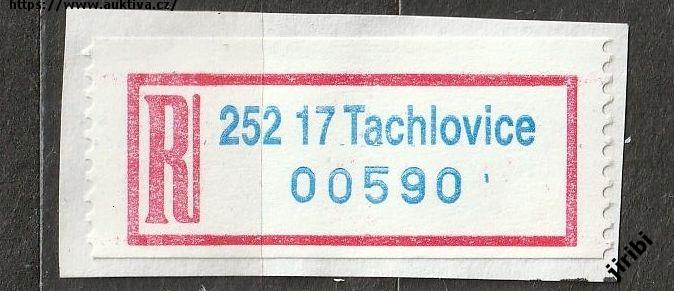 https://www.auktiva.cz/
R 252 17 Tachlovice
00590
jiribi